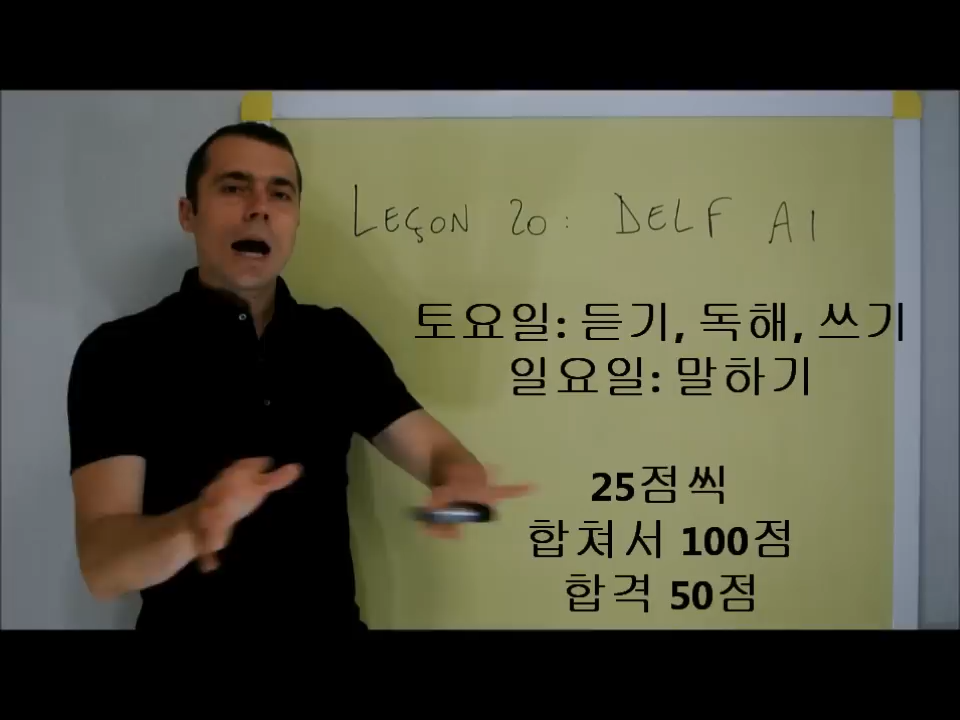 LEÇON 20: DELF A1
토요일: 듣기, 독해, 쓰기
일요일: 말하기
25점씩
합쳐서 100점
합격 50점